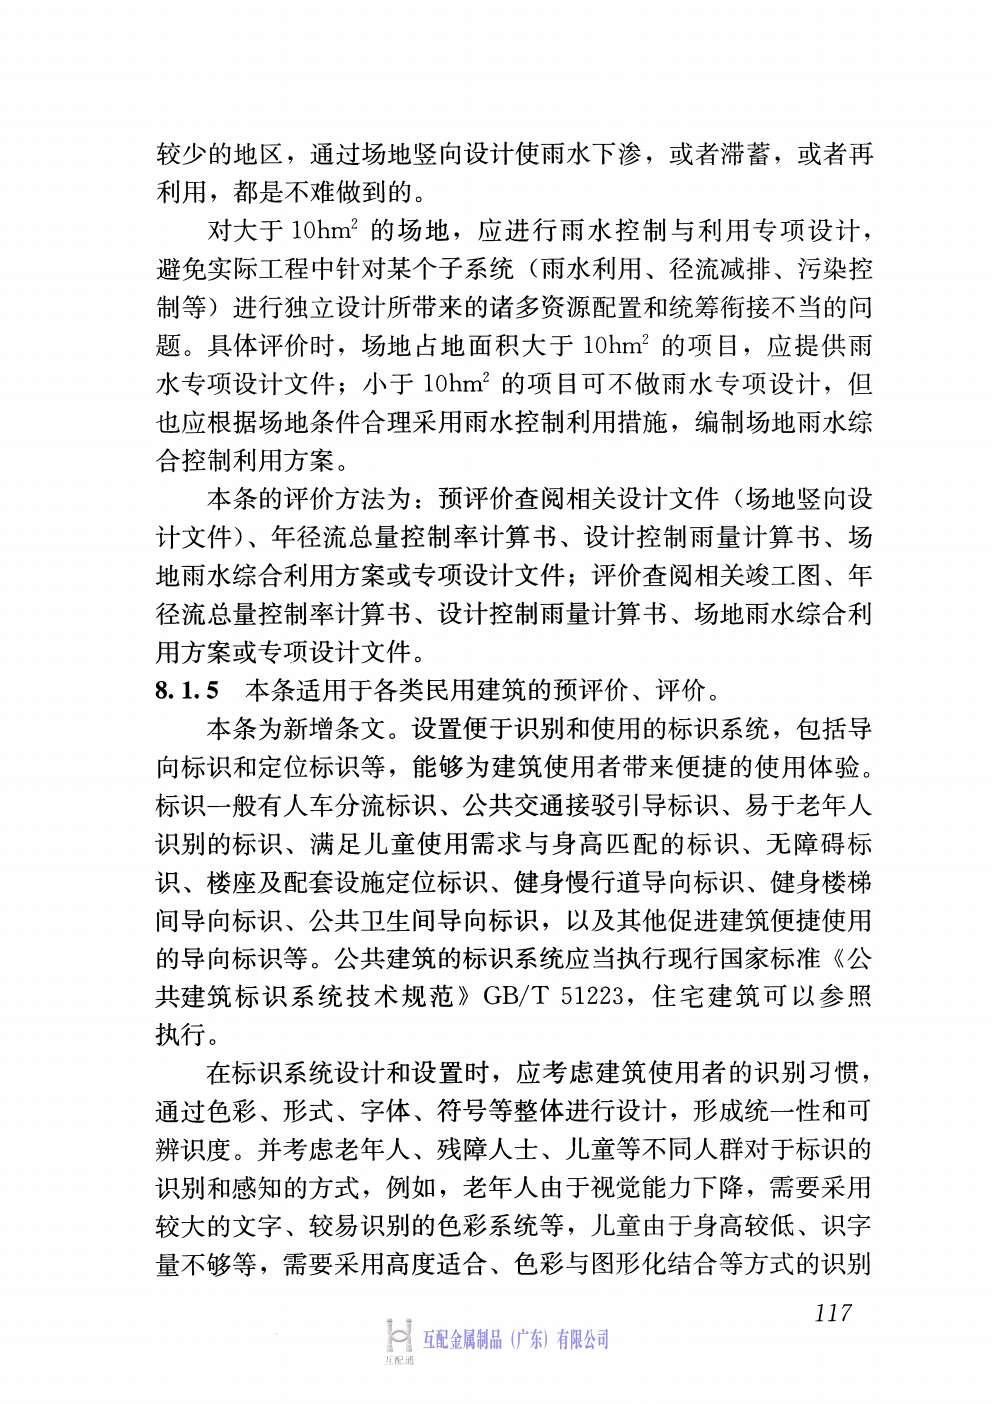 较少的地区，通过场地竖向设计使雨水下渗，或者滞蓄，或者再
利用，都是不难做到的。
对大于 10hm² 的场地，应进行雨水控制与利用专项设计，
避免实际工程中针对某个子系统（雨水利用、径流减排、污染控
制等）进行独立设计所带来的诸多资源配置和统筹衔接不当的问
题。具体评价时，场地占地面积大于 10hm² 的项目，应提供雨
水专项设计文件；小于 10hm² 的项目可不做雨水专项设计，但
也应根据场地条件合理采用雨水控制利用措施，编制场地雨水综
合控制利用方案。
本条的评价方法为：预评价查阅相关设计文件（场地竖向设
计文件）、年径流总量控制率计算书、设计控制雨量计算书、场
地雨水综合利用方案或专项设计文件；评价查阅相关竣工图、年
径流总量控制率计算书、设计控制雨量计算书、场地雨水综合利
用方案或专项设计文件。
8.1.5 本条适用于各类民用建筑的预评价、评价。
本条为新增条文。设置便于识别和使用的标识系统，包括导
向标识和定位标识等，能够为建筑使用者带来便捷的使用体验。
标识一般有人车分流标识、公共交通接驳引导标识、易于老年人
识别的标识、满足儿童使用需求与身高匹配的标识、无障碍标
识、楼座及配套设施定位标识、健身慢行道导向标识、健身楼梯
间导向标识、公共卫生间导向标识，以及其他促进建筑便捷使用
的导向标识等。公共建筑的标识系统应当执行现行国家标准《公
共建筑标识系统技术规范》GB/T 51223，住宅建筑可以参照
执行。
在标识系统设计和设置时，应考虑建筑使用者的识别习惯，
通过色彩、形式、字体、符号等整体进行设计，形成统一性和可
辨识度。并考虑老年人、残障人士、儿童等不同人群对于标识的
识别和感知的方式，例如，老年人由于视觉能力下降，需要采用
较大的文字、较易识别的色彩系统等，儿童由于身高较低、识字
量不够等，需要采用高度适合、色彩与图形化结合等方式的识别
117
互配金属制品（广东）有限公司
互配通